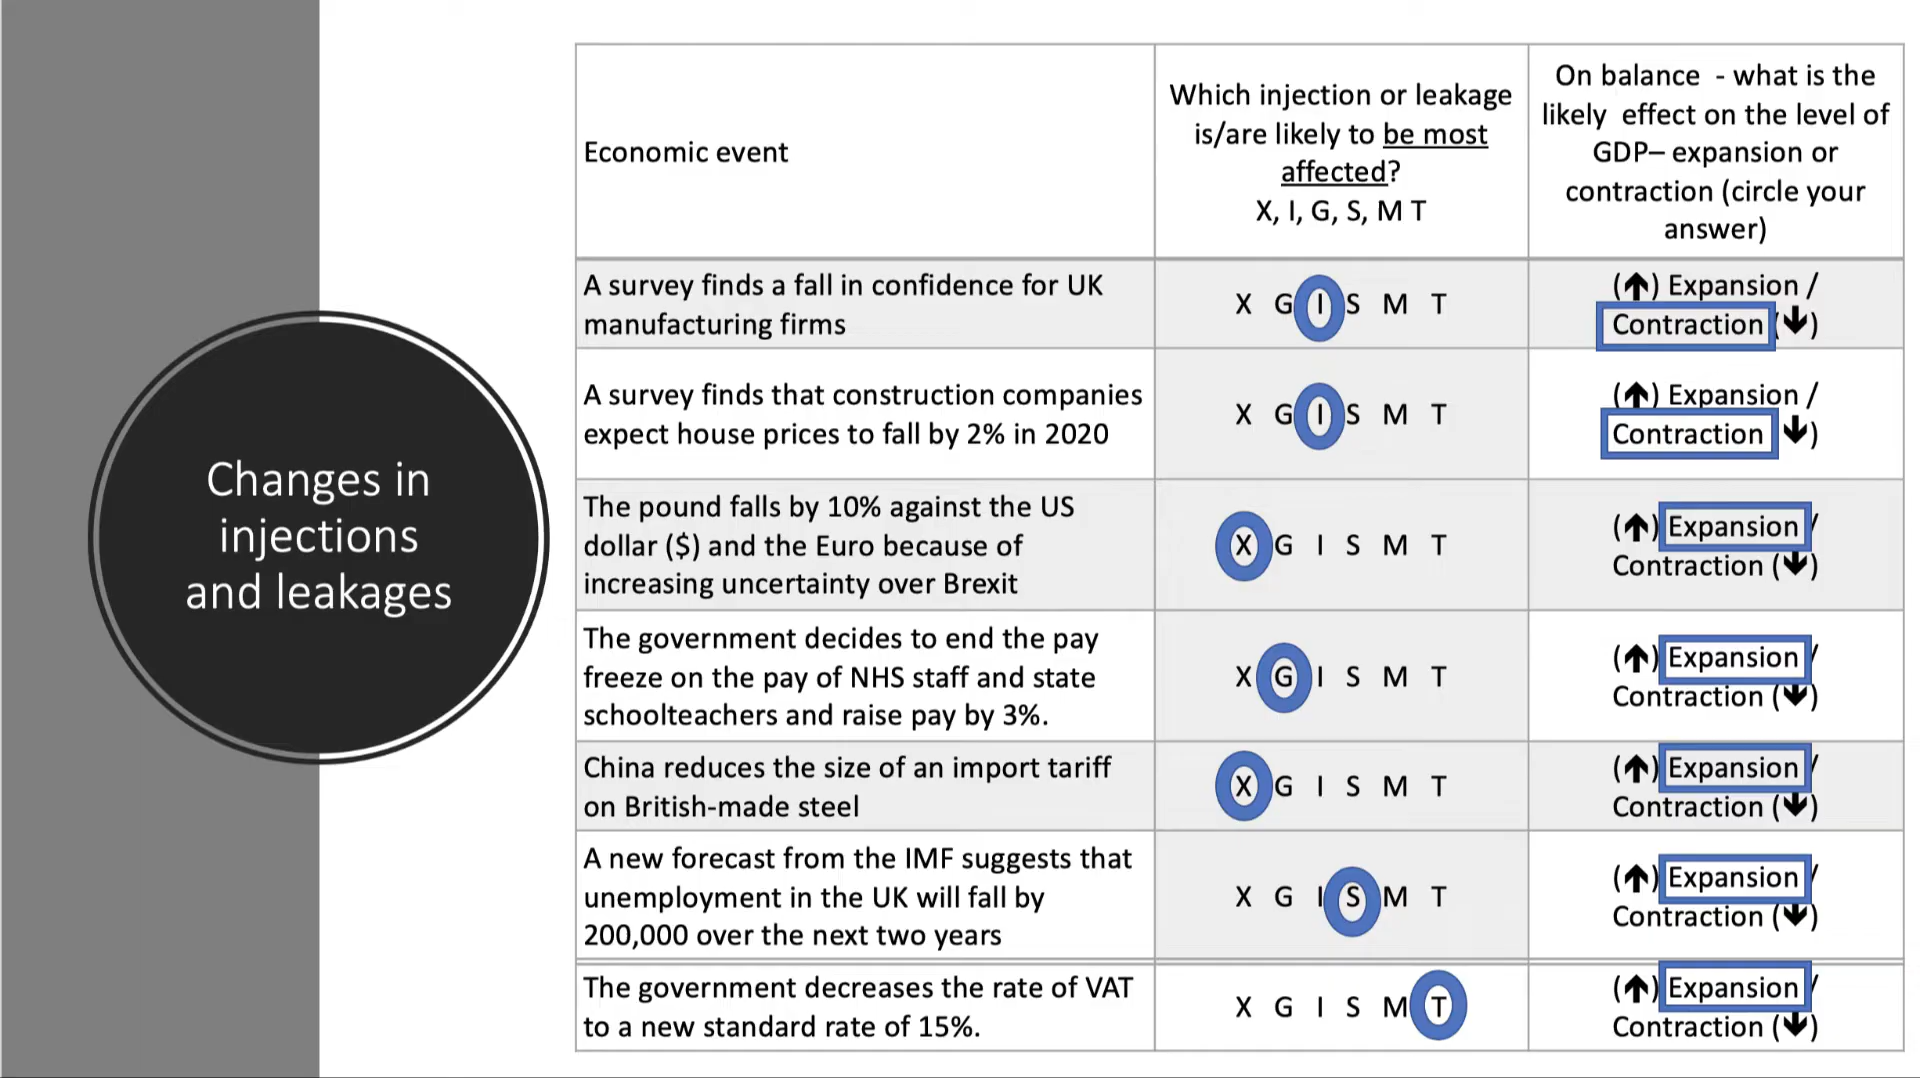 Changes in
injections
and leakages
Economic event
Which injection or leakage
is/are likely to be most
affected?
X, I, G, S, M T
On balance  - what is the
likely  effect on the level of
GDP– expansion or
contraction (circle your
answer)
A survey finds a fall in confidence for UK
manufacturing firms
X G I S M T
(↑) Expansion /
Contraction (↓)
A survey finds that construction companies
expect house prices to fall by 2% in 2020
X G I S M T
(↑) Expansion /
Contraction ↓)
The pound falls by 10% against the US
dollar ($) and the Euro because of
increasing uncertainty over Brexit
X G I S M T
(↑) Expansion /
Contraction (↓)
The government decides to end the pay
freeze on the pay of NHS staff and state
schoolteachers and raise pay by 3%.
X G I S M T
(↑) Expansion /
Contraction (↓)
China reduces the size of an import tariff
on British-made steel
X G I S M T
(↑) Expansion /
Contraction (↓)
A new forecast from the IMF suggests that
unemployment in the UK will fall by
200,000 over the next two years
X G I S M T
(↑) Expansion /
Contraction (↓)
The government decreases the rate of VAT
to a new standard rate of 15%.
X G I S M T
(↑) Expansion /
Contraction (↓)